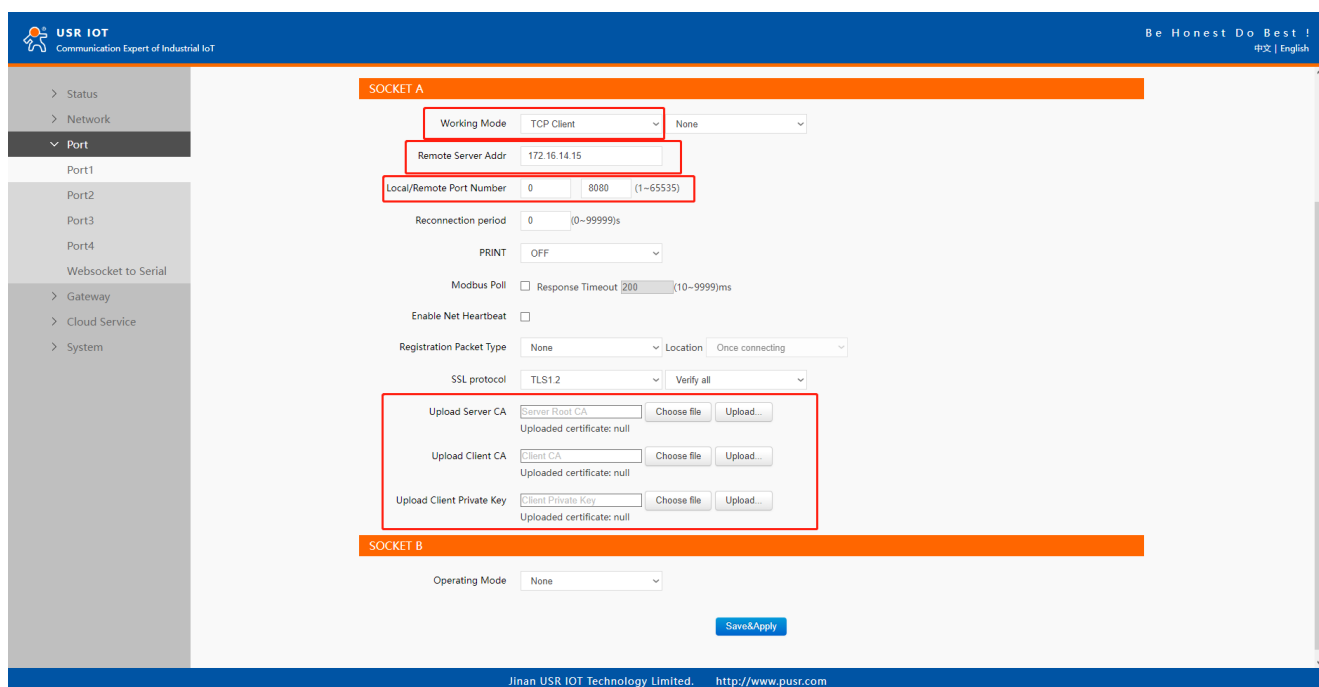 USR IOT
Communication Expert of Industrial IoT
Be Honest Do Best !
中文 | English
Status
Network
Port
Port1
Port2
Port3
Port4
Websocket to Serial
Gateway
Cloud Service
System
SOCKET A
Working Mode TCP Client None
Remote Server Addr 172.16.14.15
Local/Remote Port Number 0 8080 (1~65535)
Reconnection period 0 (0~99999)s
PRINT OFF
Modbus Poll Response Timeout 200 (10~9999)ms
Enable Net Heartbeat
Registration Packet Type None Location Once connecting
SSL protocol TLS1.2 Verify all
Upload Server CA Server Root CA Choose file Upload...
Uploaded certificate: null
Upload Client CA Client CA Choose file Upload...
Uploaded certificate: null
Upload Client Private Key Client Private Key Choose file Upload...
Uploaded certificate: null
SOCKET B
Operating Mode None
Save&Apply
Jinan USR IOT Technology Limited. http://www.pusr.com